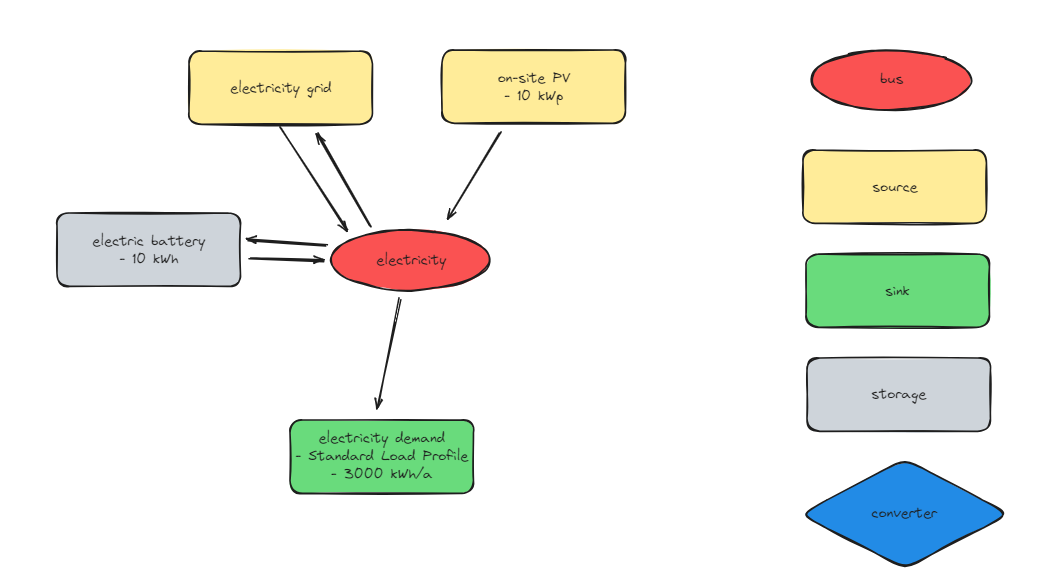 electricity grid
on-site PV
- 10 kWp
electric battery
- 10 kWh
electricity
electricity demand
- Standard Load Profile
- 3000 kWh/a
bus
source
sink
storage
converter